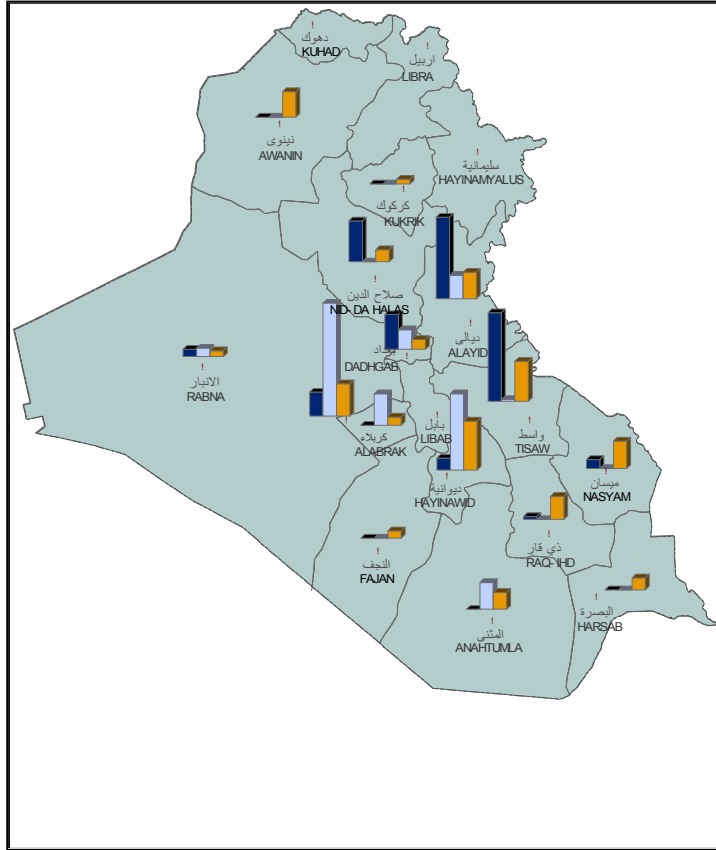 دهوك
KUHAD
اربيل
LIBRA
نينوى
AWANIN
سليمانية
HAYINAMYALUS
كركوك
KUKRIK
صلاح الدين
NID- DA HALAS
ديالى
ALAYID
بغداد
DADHGAB
الانبار
RABNA
كربلاء
ALABRAK
بابل
LIBAB
واسط
TISAW
ديوانية
HAYINAWID
ميسان
NASYAM
ذي قار
RAQ- IHD
النجف
FAJAN
البصرة
HARSAB
المثنى
ANAHTUMLA